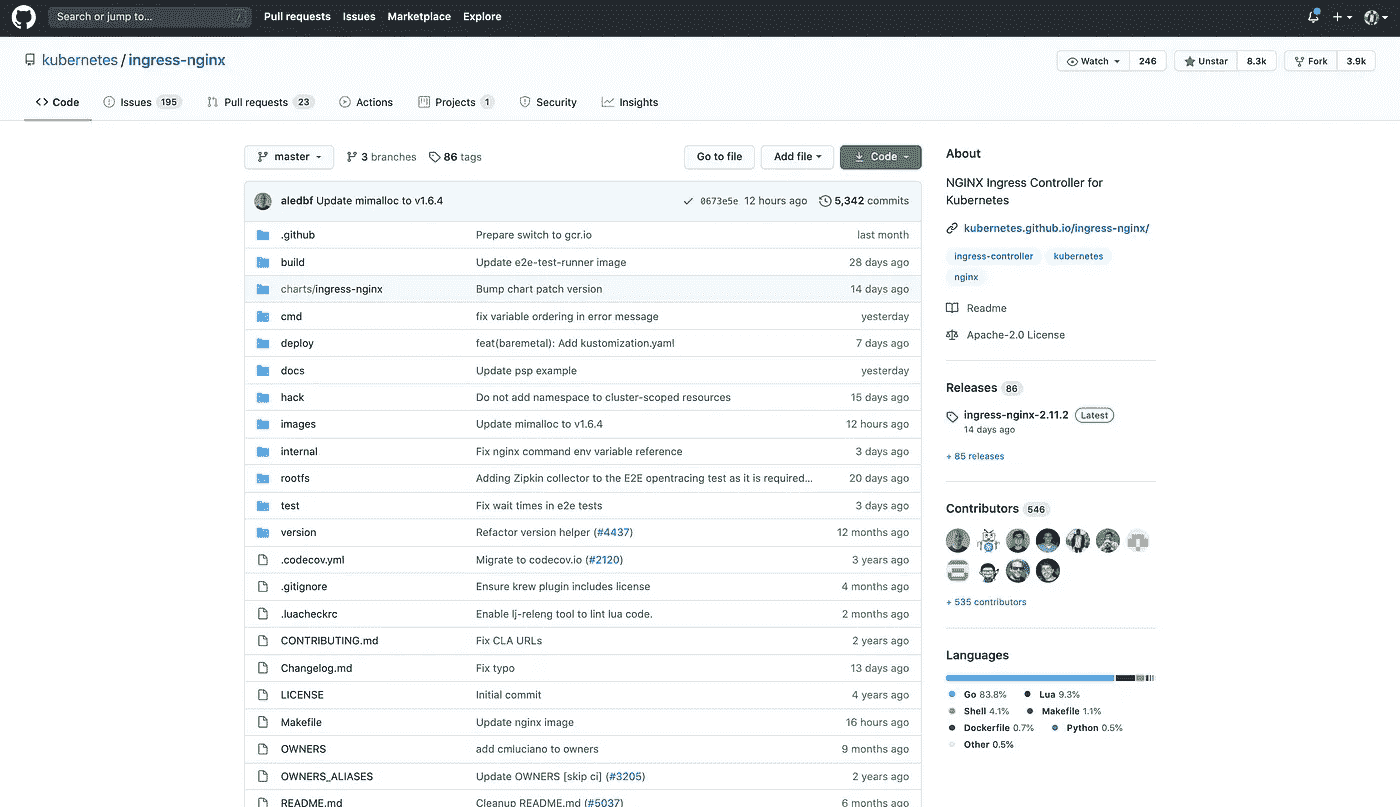 Search or jump to... /
Pull requests Issues Marketplace Explore
kubernetes / ingress-nginx
Watch 246 Unstar 8.3k Fork 3.9k
Code Issues 195 Pull requests 23 Actions Projects 1 Security Insights
master 3 branches 86 tags Go to file Add file Code
aledbf Update mimalloc to v1.6.4 0673e5e 12 hours ago 5,342 commits
.github Prepare switch to gcr.io last month
build Update e2e-test-runner image 28 days ago
charts/ingress-nginx Bump chart patch version 14 days ago
cmd fix variable ordering in error message yesterday
deploy feat(baremetal): Add kustomization.yaml 7 days ago
docs Update psp example yesterday
hack Do not add namespace to cluster-scoped resources 15 days ago
images Update mimalloc to v1.6.4 12 hours ago
internal Fix nginx command env variable reference 3 days ago
rootfs Adding Zipkin collector to the E2E opentracing test as it is required... 20 days ago
test Fix wait times in e2e tests 3 days ago
version Refactor version helper (#4437) 12 months ago
.codecov.yml Migrate to codecov.io (#2120) 3 years ago
.gitignore Ensure krew plugin includes license 4 months ago
.luacheckrc Enable lj-releng tool to lint lua code. 2 months ago
CONTRIBUTING.md Fix CLA URLs 2 years ago
Changelog.md Fix typo 13 days ago
LICENSE Initial commit 4 years ago
Makefile Update nginx image 16 hours ago
OWNERS add cmluciano to owners 9 months ago
OWNERS_ALIASES Update OWNERS [skip ci] (#3205) 2 years ago
README.md Cleanup README.md (#5037) 6 months ago
About
NGINX Ingress Controller for
Kubernetes
kubernetes.github.io/ingress-nginx/
ingress-controller kubernetes
nginx
Readme
Apache-2.0 License
Releases 86
ingress-nginx-2.11.2 Latest
14 days ago
+ 85 releases
Contributors 546
+ 535 contributors
Languages
Go 83.8% Lua 9.3%
Shell 4.1% Makefile 1.1%
Dockerfile 0.7% Python 0.5%
Other 0.5%